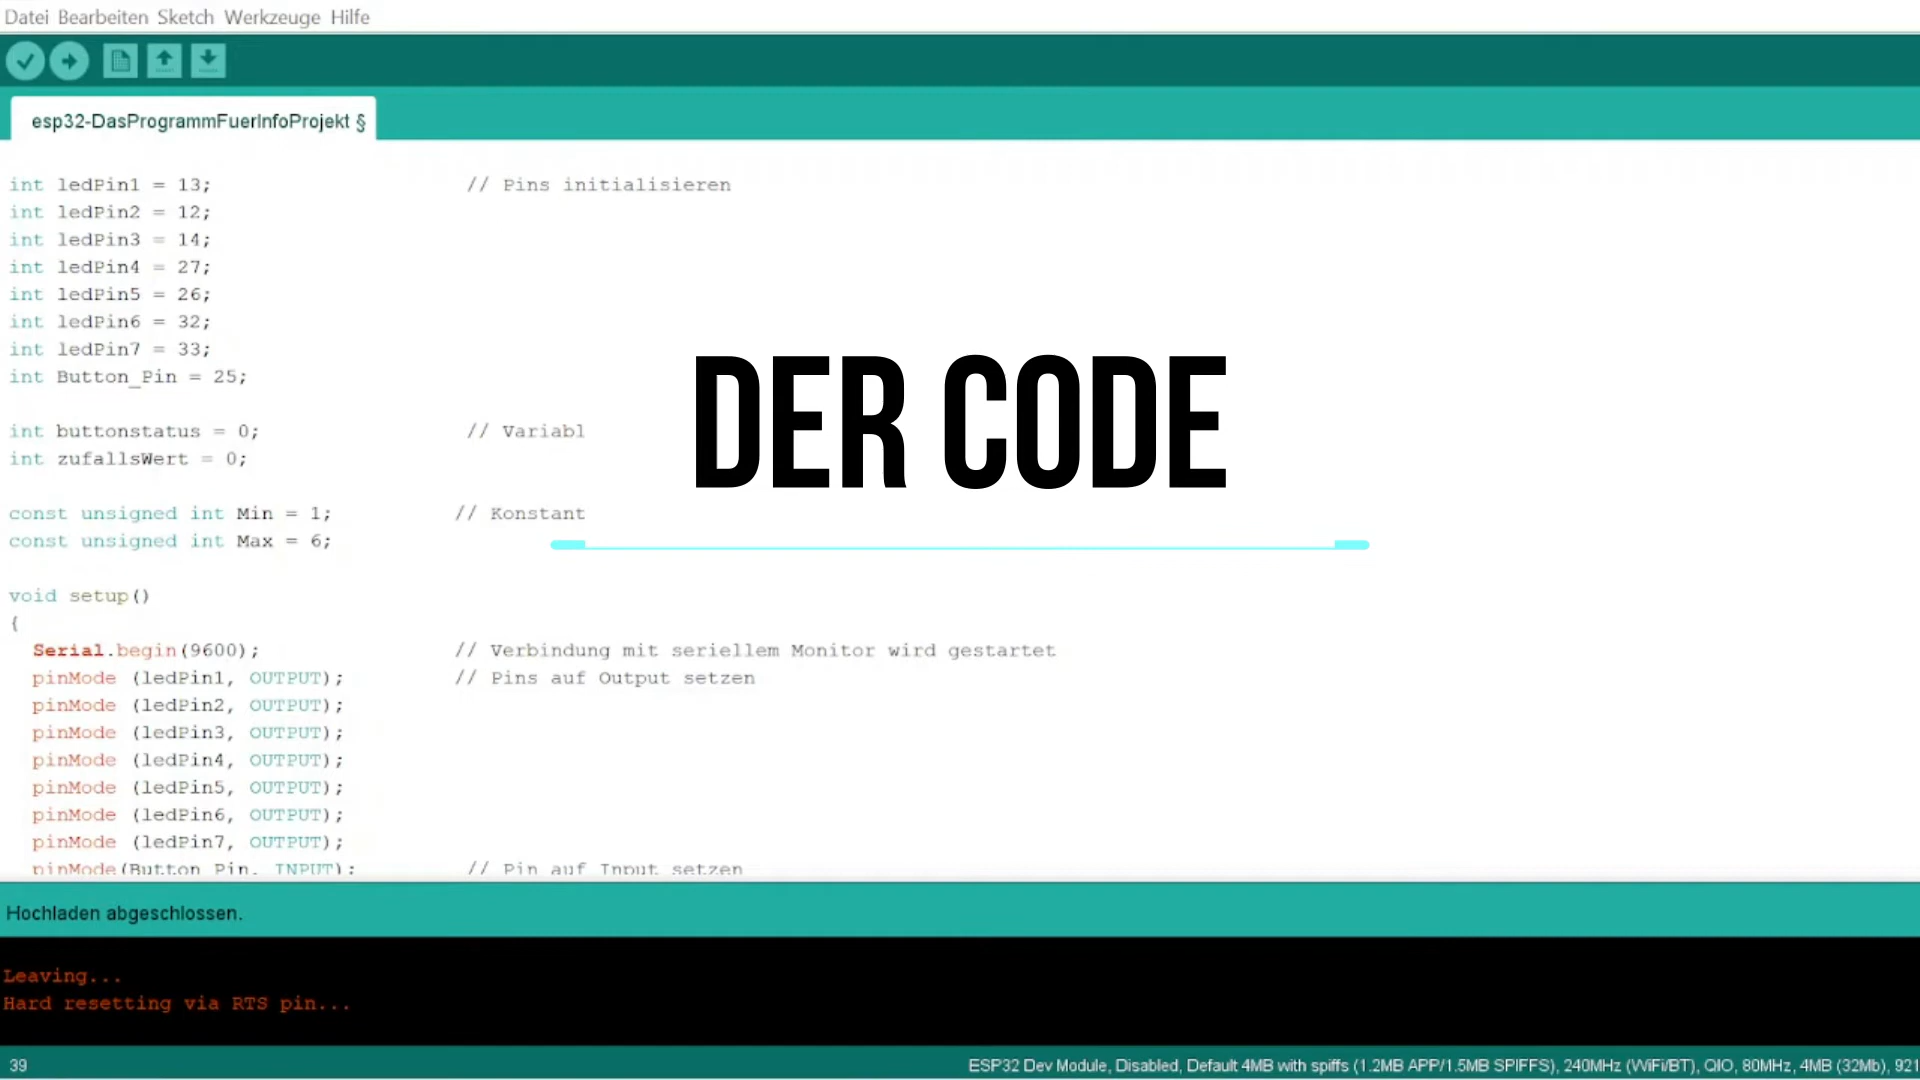 Datei Bearbeiten Sketch Werkzeuge Hilfe
esp32-DasProgrammFuerInfoProjekt §
int ledPin1 = 13; // Pins initialisieren
int ledPin2 = 12;
int ledPin3 = 14;
int ledPin4 = 27;
int ledPin5 = 26;
int ledPin6 = 32;
int ledPin7 = 33;
int Button_Pin = 25;
DER CODE
int buttonstatus = 0; // Variabl
int zufallsWert = 0;
const unsigned int Min = 1; // Konstant
const unsigned int Max = 6;
void setup()
{
Serial.begin(9600); // Verbindung mit seriellem Monitor wird gestartet
pinMode (ledPin1, OUTPUT); // Pins auf Output setzen
pinMode (ledPin2, OUTPUT);
pinMode (ledPin3, OUTPUT);
pinMode (ledPin4, OUTPUT);
pinMode (ledPin5, OUTPUT);
pinMode (ledPin6, OUTPUT);
pinMode (ledPin7, OUTPUT);
pinMode(Button_Pin, INPUT); // Pin auf Input setzen
Hochladen abgeschlossen.
Leaving...
Hard resetting via RTS pin...
39 ESP32 Dev Module, Disabled, Default 4MB with spiffs (1.2MB APP/1.5MB SPIFFS), 240MHz (WiFi/BT), QIO, 80MHz, 4MB (32Mb), 921